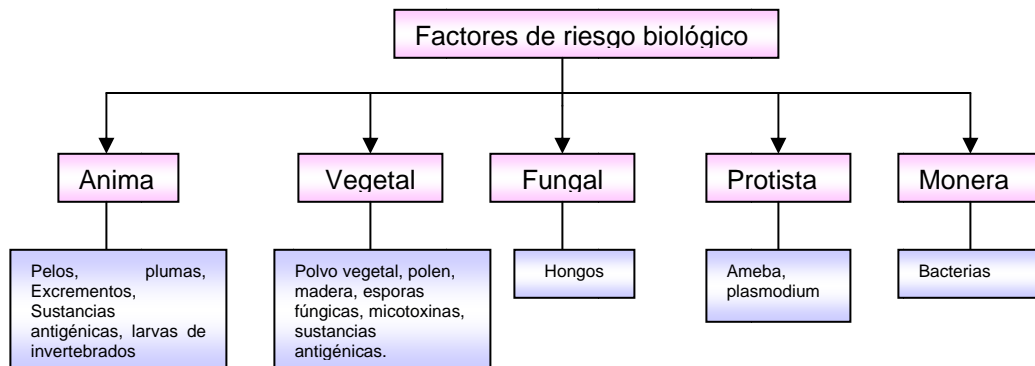 Factores de riesgo biológico
Anima
Vegetal
Fungal
Protista
Monera
Pelos, plumas,
Excrementos,
Sustancias
antigénicas, larvas de
invertebrados
Polvo vegetal, polen,
madera, esporas
fúngicas, micotoxinas,
sustancias
antigénicas.
Hongos
Ameba,
plasmodium
Bacterias